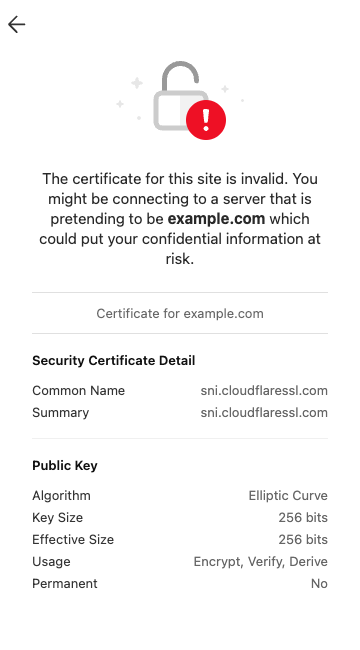 The certificate for this site is invalid. You
might be connecting to a server that is
pretending to be example.com which
could put your confidential information at
risk.
Certificate for example.com
Security Certificate Detail
Common Name sni.cloudflaressl.com
Summary sni.cloudflaressl.com
Public Key
Algorithm Elliptic Curve
Key Size 256 bits
Effective Size 256 bits
Usage Encrypt, Verify, Derive
Permanent No